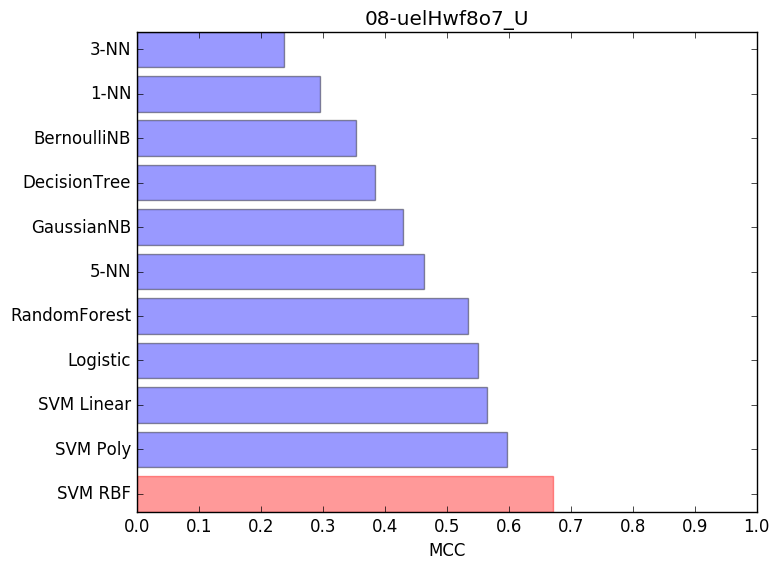 08-uelHwf8o7_U
3-NN
1-NN
BernoulliNB
DecisionTree
GaussianNB
5-NN
RandomForest
Logistic
SVM Linear
SVM Poly
SVM RBF
0.0 0.1 0.2 0.3 0.4 0.5 0.6 0.7 0.8 0.9 1.0
MCC